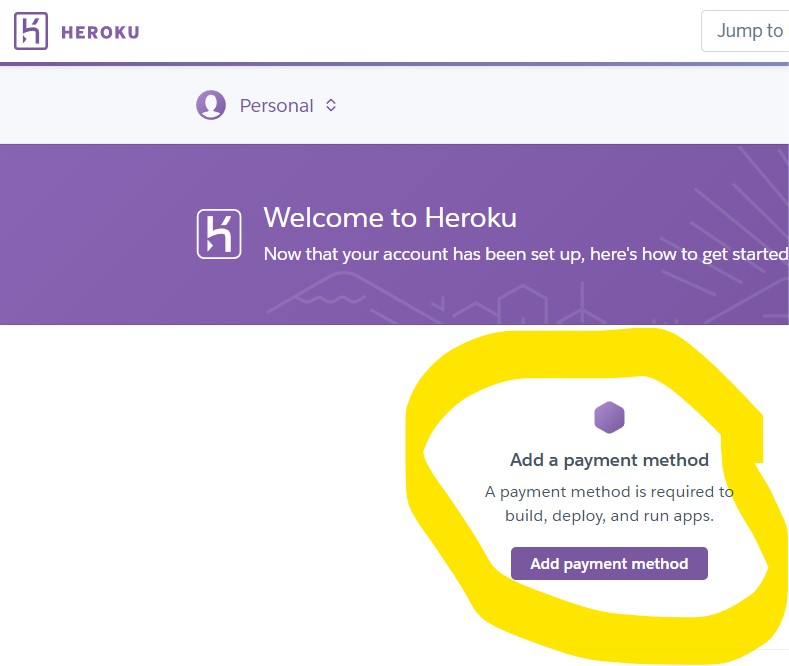 HEROKU
Jump to
Personal
Welcome to Heroku
Now that your account has been set up, here's how to get started
Add a payment method
A payment method is required to
build, deploy, and run apps.
Add payment method